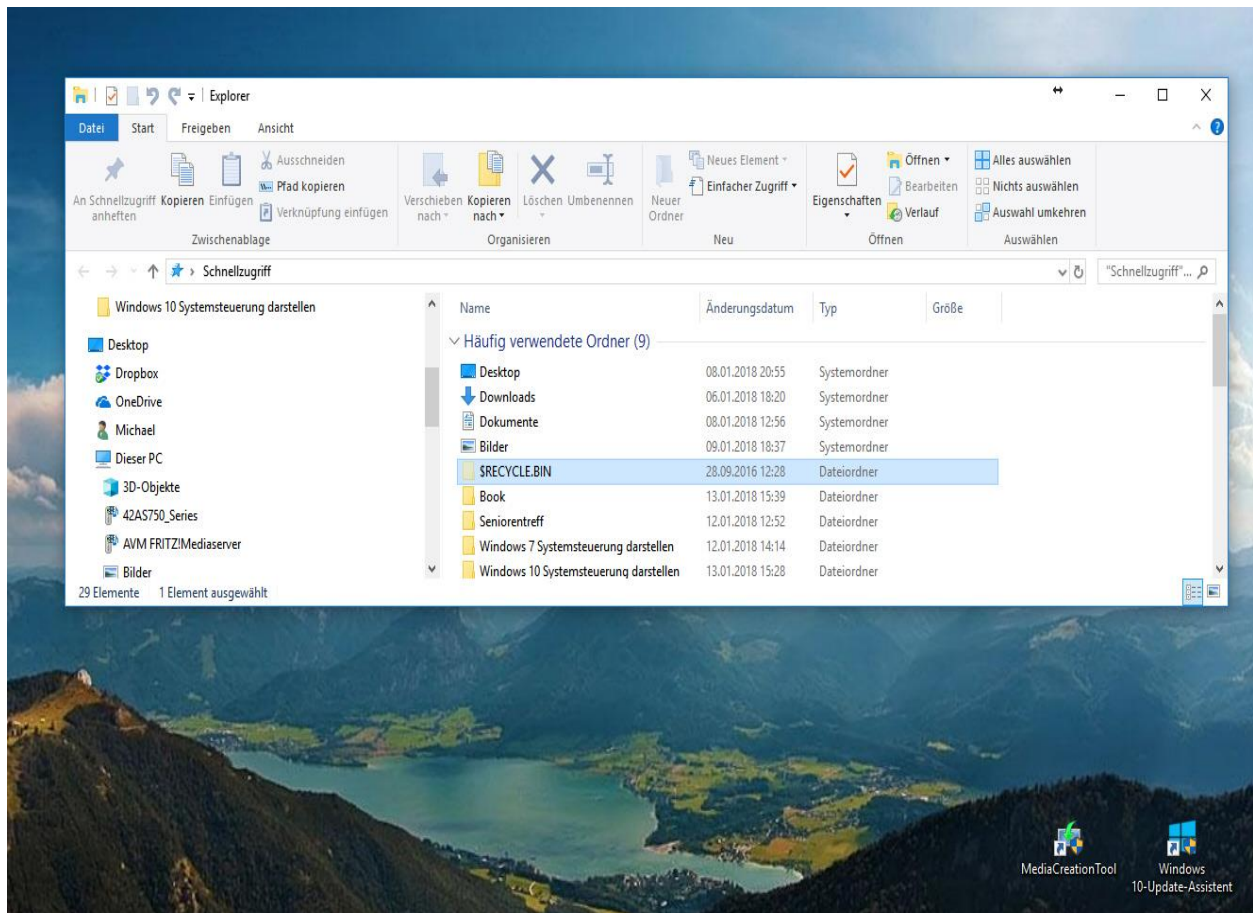 Explorer
Datei Start Freigeben Ansicht
An Schnellzugriff anheften
Kopieren
Einfügen
Ausschneiden
Pfad kopieren
Verknüpfung einfügen
Zwischenablage
Verschieben nach
Kopieren nach
Löschen
Umbenennen
Organisieren
Neuer Ordner
Neues Element
Einfacher Zugriff
Neu
Eigenschaften
Öffnen
Bearbeiten
Verlauf
Öffnen
Alles auswählen
Nichts auswählen
Auswahl umkehren
Auswählen
Schnellzugriff
"Schnellzugriff"...
Windows 10 Systemsteuerung darstellen
Desktop
Dropbox
OneDrive
Michael
Dieser PC
3D-Objekte
42AS750_Series
AVM FRITZ!Mediaserver
Bilder
Name Änderungsdatum Typ Größe
Häufig verwendete Ordner (9)
Desktop 08.01.2018 20:55 Systemordner
Downloads 06.01.2018 18:20 Systemordner
Dokumente 08.01.2018 12:56 Systemordner
Bilder 09.01.2018 18:37 Systemordner
$RECYCLE.BIN 28.09.2016 12:28 Dateiordner
Book 13.01.2018 15:39 Dateiordner
Seniorentreff 12.01.2018 12:52 Dateiordner
Windows 7 Systemsteuerung darstellen 12.01.2018 14:14 Dateiordner
Windows 10 Systemsteuerung darstellen 13.01.2018 15:28 Dateiordner
29 Elemente 1 Element ausgewählt
MediaCreationTool
Windows
10-Update-Assistent